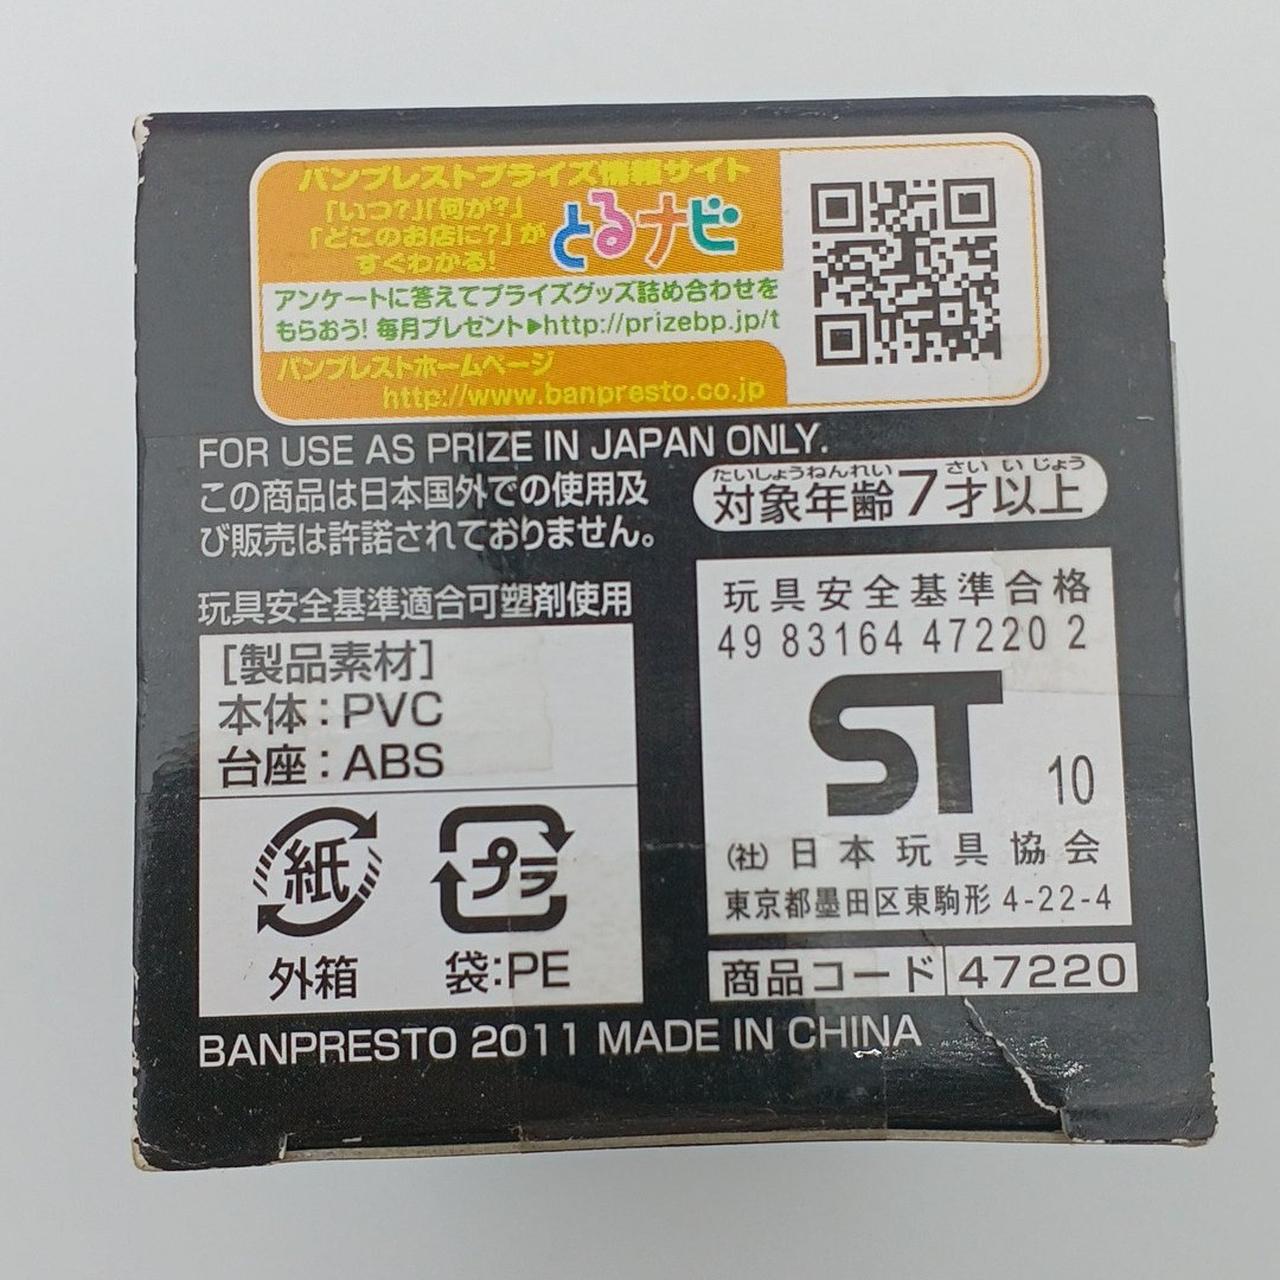 バンプレストプライズ情報サイト
「いつ?」「何が?」
「どこのお店に?」が
すぐわかる!
とるナビ
アンケートに答えてプライズグッズ詰め合わせを
もらおう! 毎月プレゼント▶http://prizebp.jp/t
バンプレストホームページ
http://www.banpresto.co.jp
FOR USE AS PRIZE IN JAPAN ONLY.
この商品は日本国外での使用及
び販売は許諾されておりません。
たいしょうねんれい さい いじょう
対象年齢7才以上
玩具安全基準適合可塑剤使用
[製品素材]
本体:PVC
台座:ABS
紙
外箱
プラ
袋:PE
玩具安全基準合格
49 83164 47220 2
ST
10
(社)日本玩具協会
東京都墨田区東駒形 4-22-4
商品コード 47220
BANPRESTO 2011 MADE IN CHINA